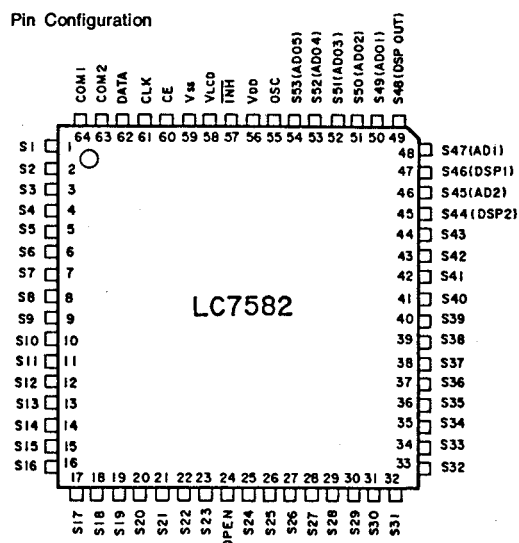 Pin Configuration
COM1 COM2 DATA CLK CE Vss VLCD INH VDD OSC S53(ADO5) S52(ADO4) S51(ADO3) S50(ADO2) S49(ADO1) S48(DSP OUT)
64 63 62 61 60 59 58 57 56 55 54 53 52 51 50 49
S1 1 48 S47(AD1)
S2 2 47 S46(DSP1)
S3 3 46 S45(AD2)
S4 4 45 S44(DSP2)
S5 5 44 S43
S6 6 43 S42
S7 7 42 S41
S8 8 41 S40
S9 9 40 S39
S10 10 39 S38
S11 11 38 S37
S12 12 37 S36
S13 13 36 S35
S14 14 35 S34
S15 15 34 S33
S16 16 33 S32
LC7582
17 18 19 20 21 22 23 24 25 26 27 28 29 30 31 32
S17 S18 S19 S20 S21 S22 S23 OPEN S24 S25 S26 S27 S28 S29 S30 S31